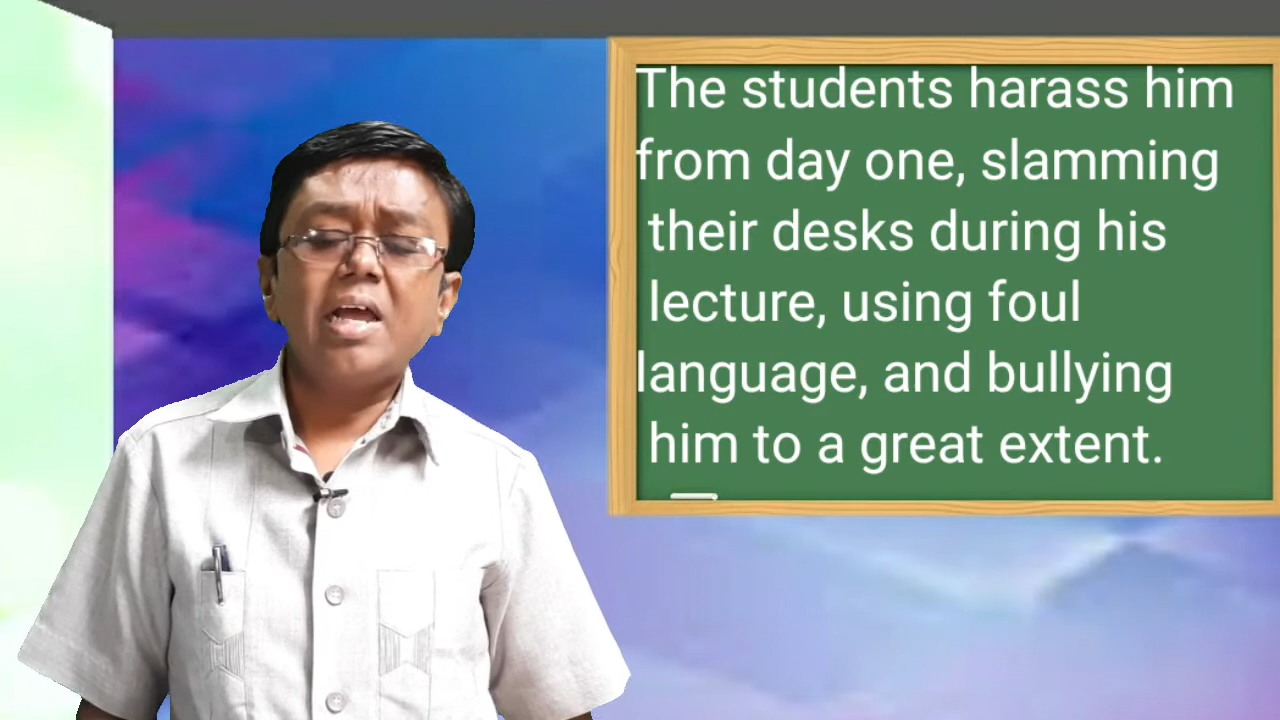 The students harass him
from day one, slamming
their desks during his
lecture, using foul
language, and bullying
him to a great extent.